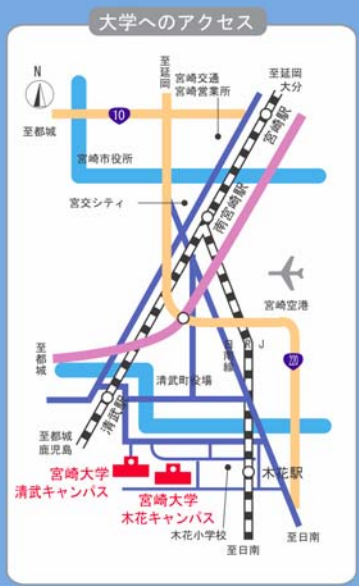 大学へのアクセス
N
至延岡
宮崎交通
宮崎営業所
至延岡
大分
10
至都城
宮崎駅
宮崎市役所
南宮崎駅
宮交シティ
宮崎空港
至都城
J
R
日南線
220
清武町役場
清武駅
至都城
鹿児島
宮崎大学
清武キャンパス
宮崎大学
木花キャンパス
木花駅
木花小学校
至日南
至日南